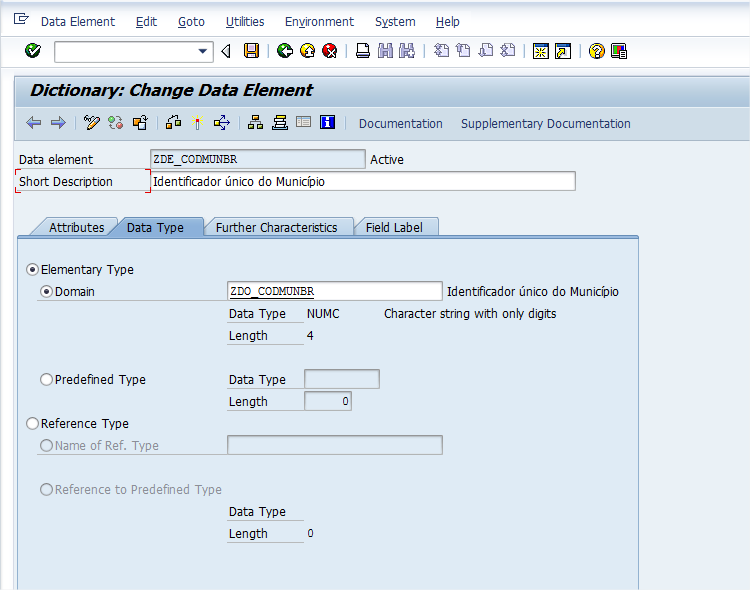 Data Element Edit Goto Utilities Environment System Help
Dictionary: Change Data Element
Documentation Supplementary Documentation
Data element ZDE_CODMUNBR Active
Short Description Identificador único do Município
Attributes Data Type Further Characteristics Field Label
Elementary Type
Domain ZDO_CODMUNBR Identificador único do Município
Data Type NUMC Character string with only digits
Length 4
Predefined Type Data Type
Length 0
Reference Type
Name of Ref. Type
Reference to Predefined Type
Data Type
Length 0